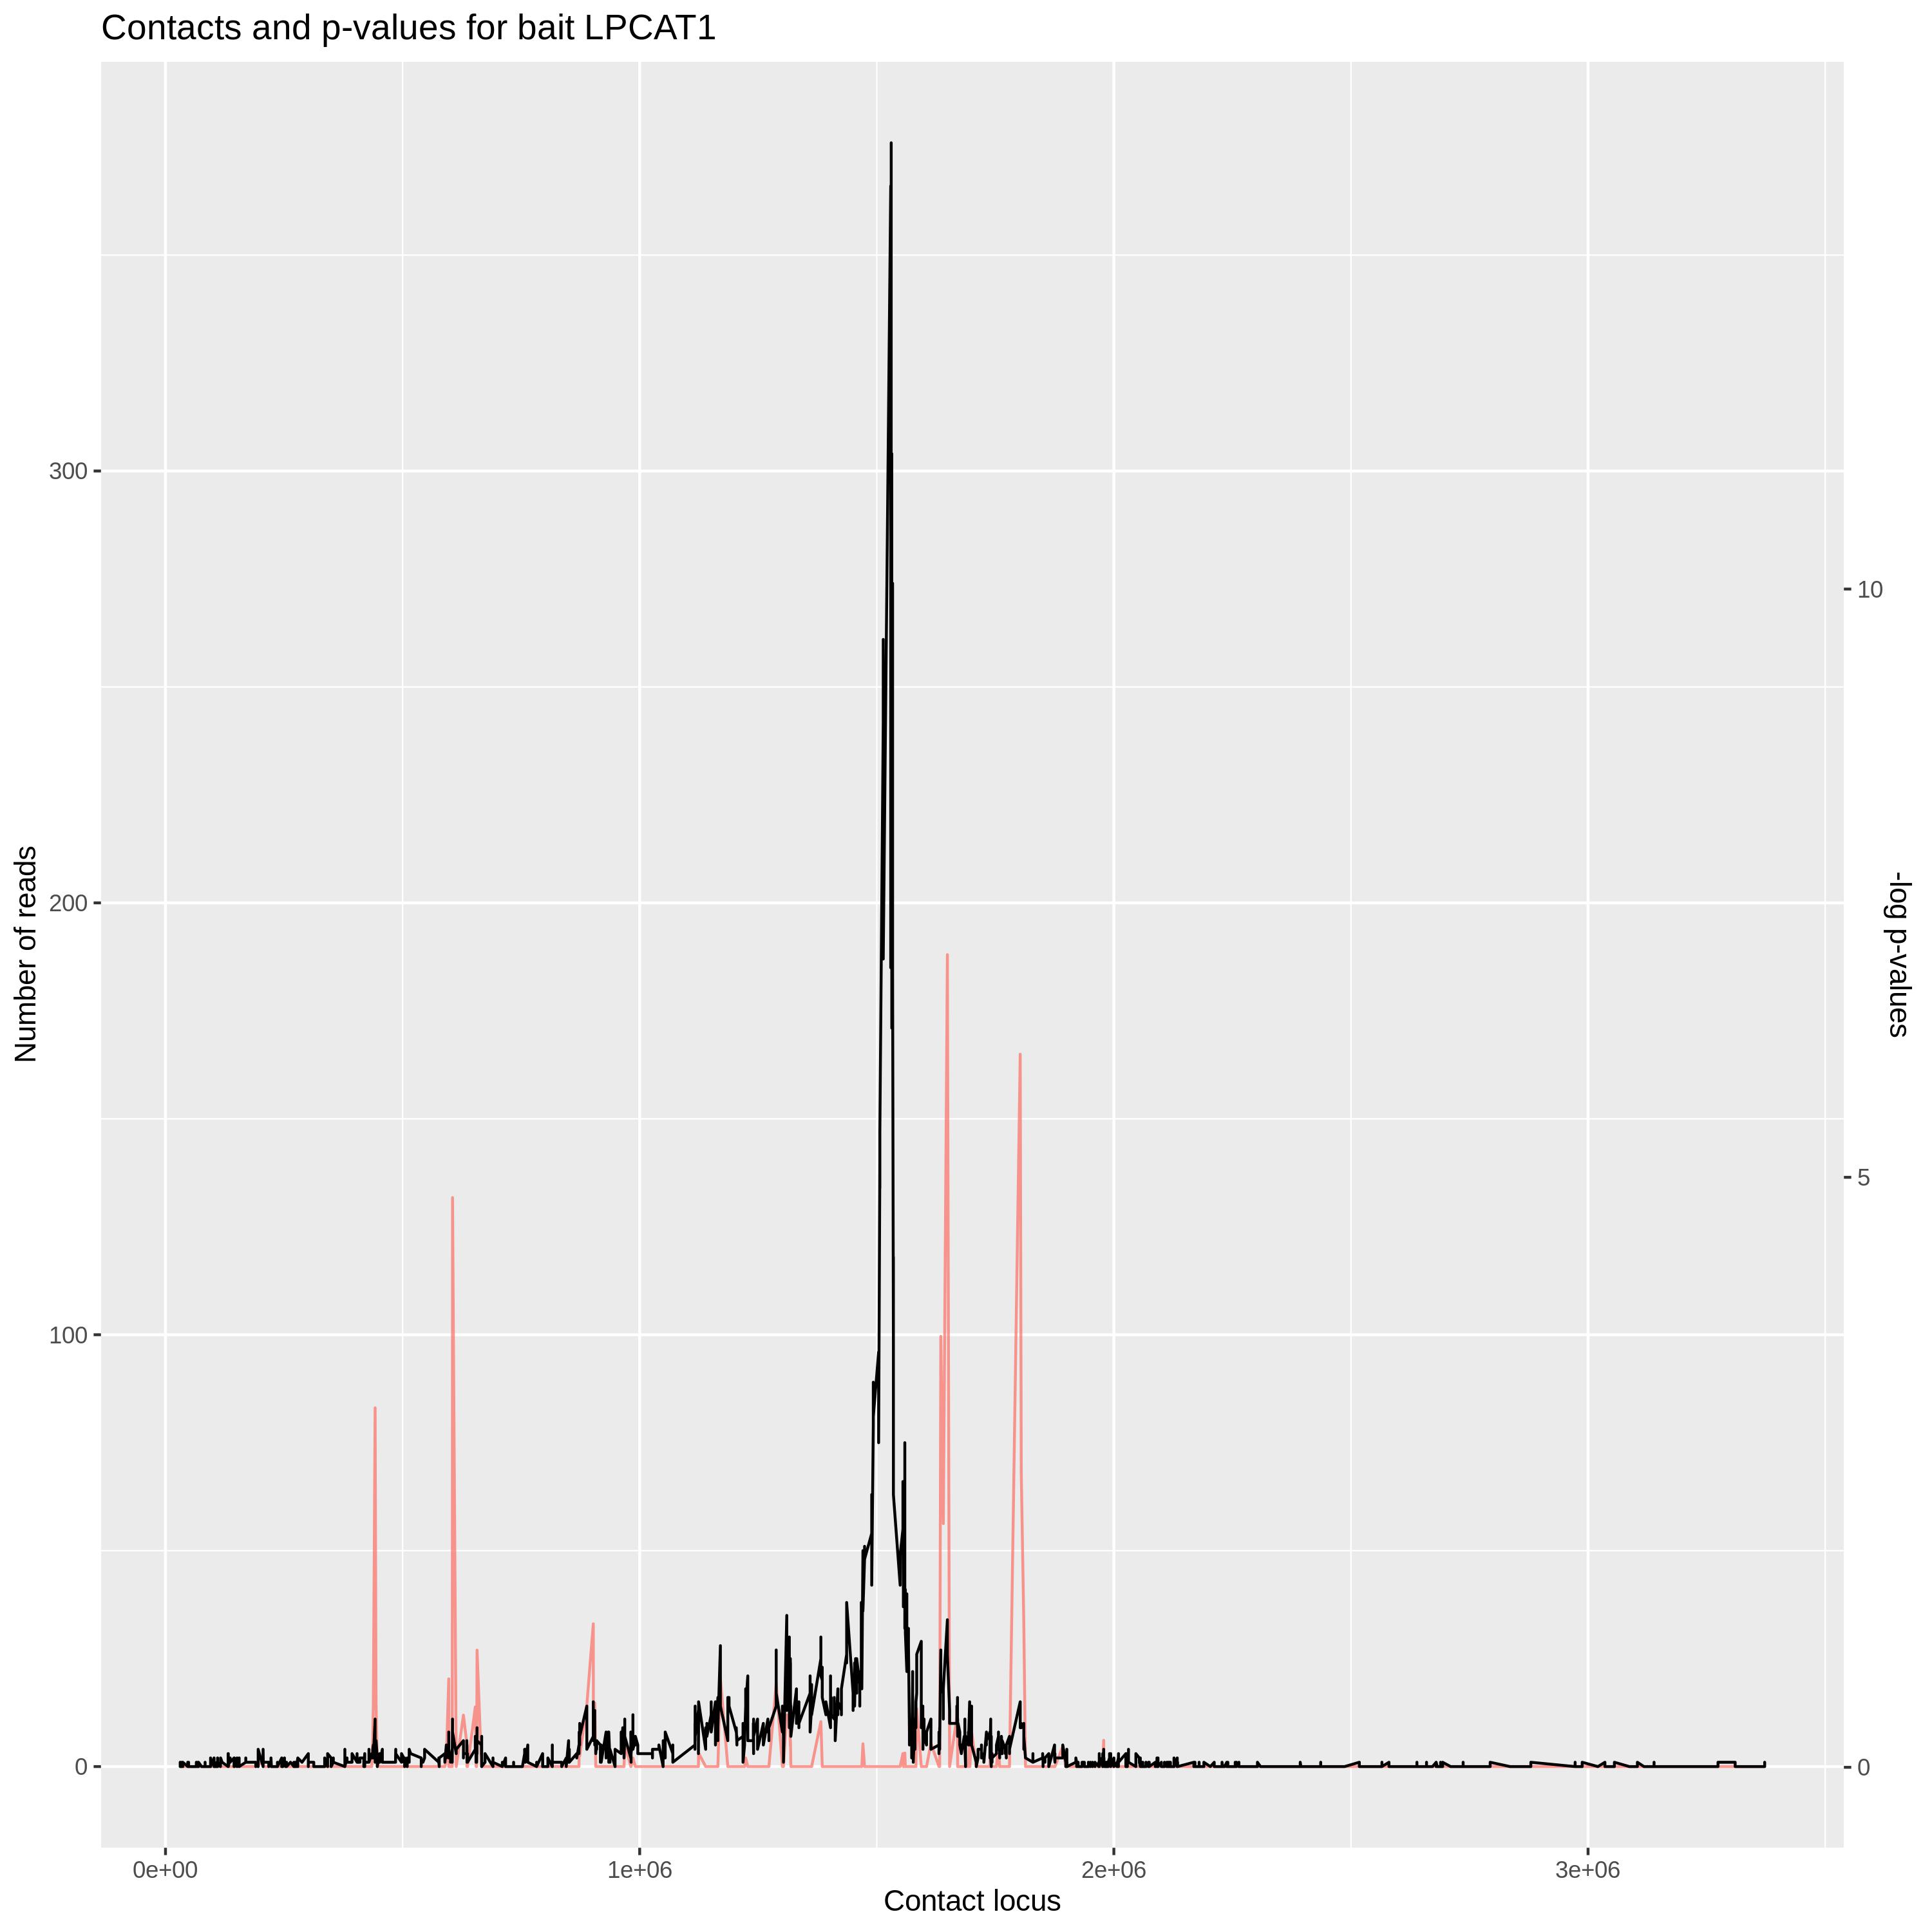 Contacts and p-values for bait LPCAT1
300
200
100
0
Number of reads
10
5
0
-log p-values
0e+00
1e+06
2e+06
3e+06
Contact locus